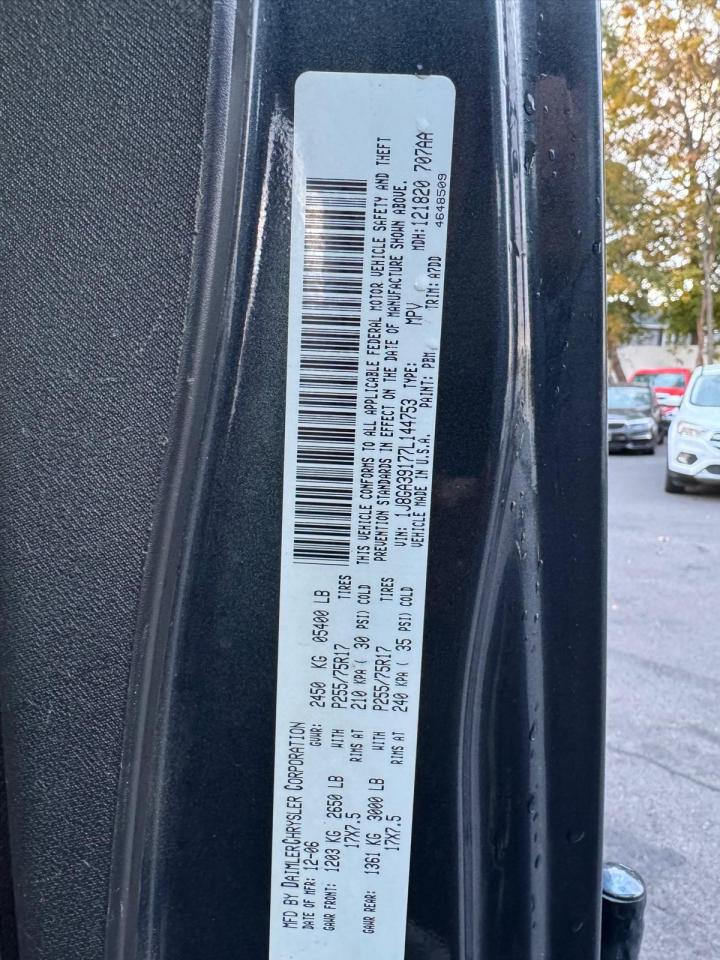 MFD BY DAIMLERCHRYSLER CORPORATION
DATE OF MFR: 12-06 GVWR: 2450 KG 05400 LB
GAWR FRONT: 1203 KG 2650 LB WITH P255/75R17 TIRES
17X7.5 RIMS AT 210 KPA ( 30 PSI) COLD
GAWR REAR: 1361 KG 3000 LB WITH P255/75R17 TIRES
17X7.5 RIMS AT 240 KPA ( 35 PSI) COLD
THIS VEHICLE CONFORMS TO ALL APPLICABLE FEDERAL MOTOR VEHICLE SAFETY AND THEFT
PREVENTION STANDARDS IN EFFECT ON THE DATE OF MANUFACTURE SHOWN ABOVE.
VIN: 1J8GA39177L144753 TYPE: MPV MDH: 121820 707AA
VEHICLE MADE IN U.S.A. PAINT: PBM TRIM: A7DD 4648509